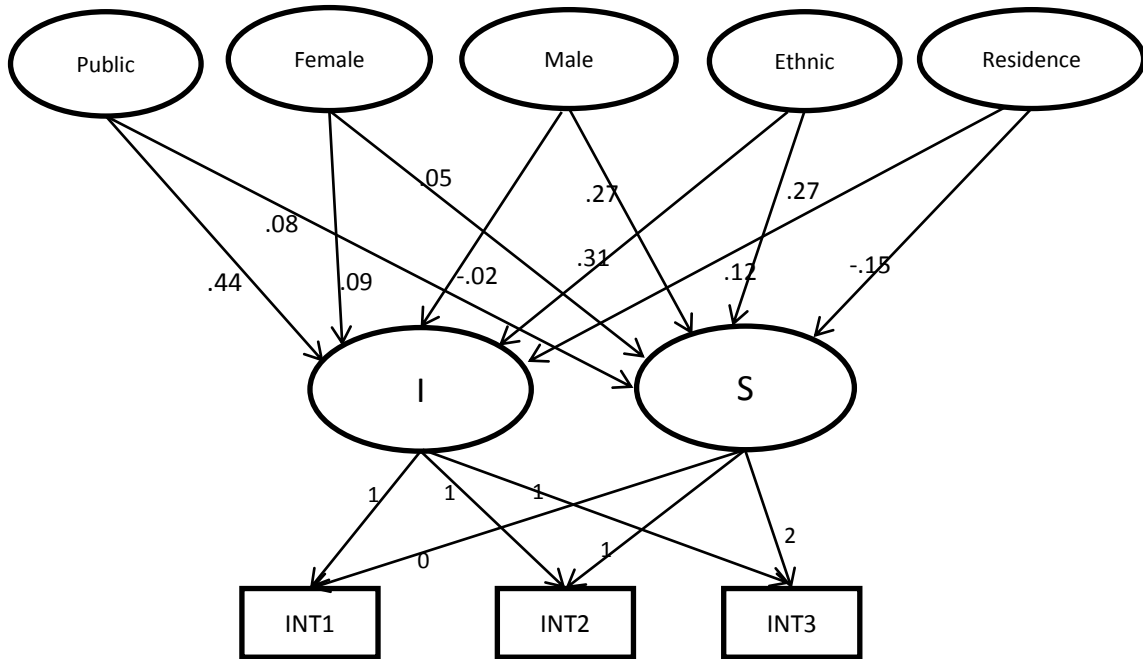 Public
Female
Male
Ethnic
Residence
.05
.27
.27
.08
.44
.09
-.02
.31
.12
-.15
I
S
1
1
1
0
1
2
INT1
INT2
INT3